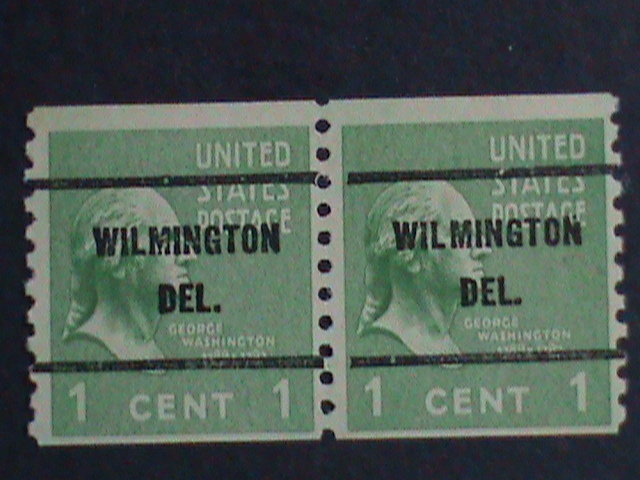 UNITED
STATES
POSTAGE
WILMINGTON
DEL.
GEORGE
WASHINGTON
1 CENT 1
UNITED
STATES
POSTAGE
WILMINGTON
DEL.
GEORGE
WASHINGTON
1 CENT 1